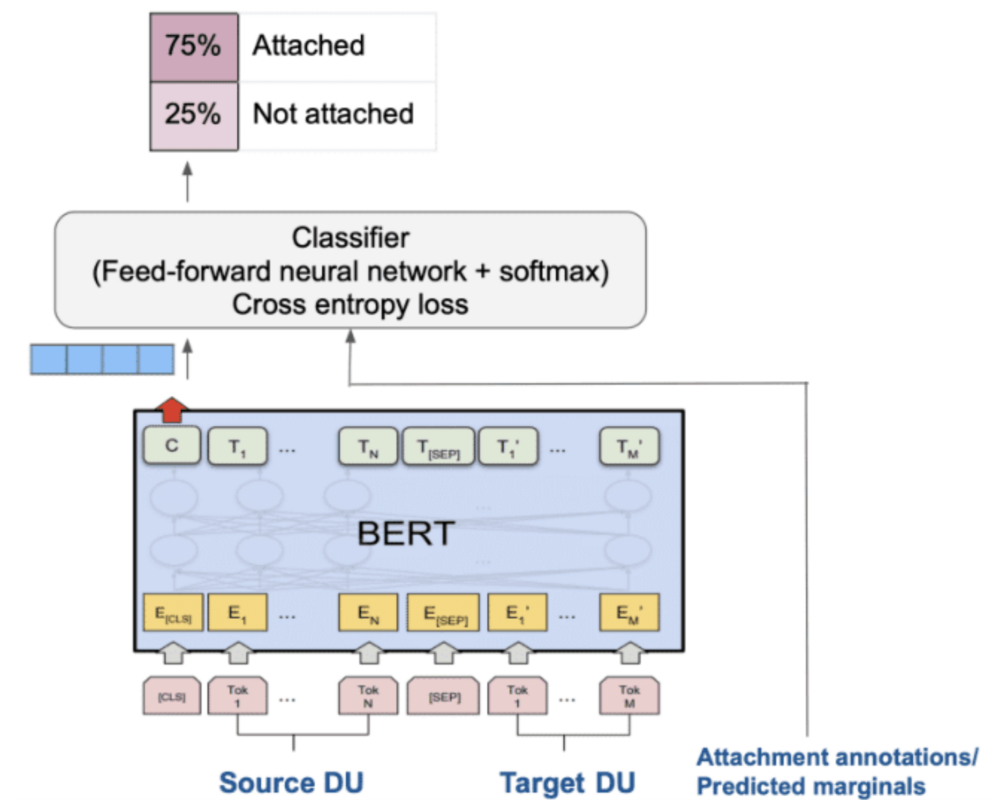 75% Attached
25% Not attached
Classifier
(Feed-forward neural network + softmax)
Cross entropy loss
C T1 ... TN T[SEP] T1' ... TM'
...
BERT
...
E[CLS] E1 ... EN E[SEP] E1' ... EM'
[CLS] Tok 1 ... Tok N [SEP] Tok 1 ... Tok M
Source DU Target DU
Attachment annotations/
Predicted marginals